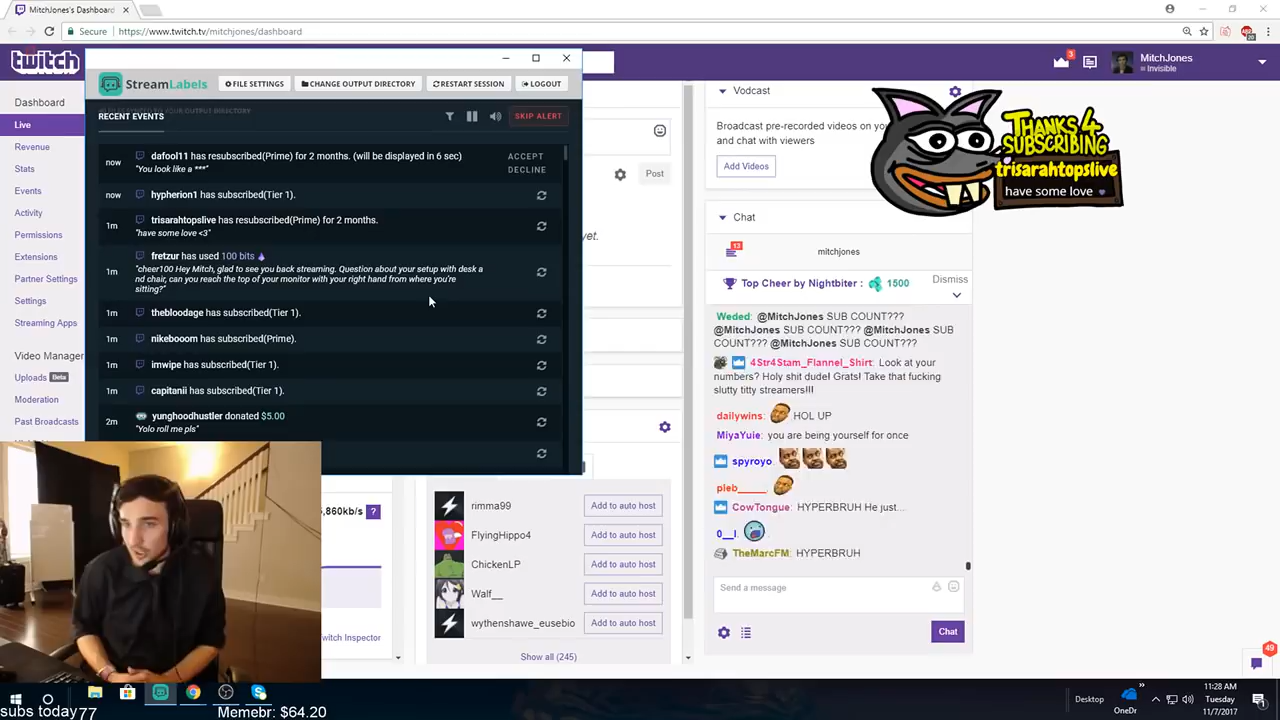 MitchJones's Dashboard
Secure
https://www.twitch.tv/mitchjones/dashboard
twitch
3
MitchJones
Invisible
Dashboard
Live
Revenue
Stats
Events
Activity
Permissions
Extensions
Partner Settings
Settings
Streaming Apps
Video Manager
Uploads Beta
Moderation
Past Broadcasts
StreamLabels
FILE SETTINGS
CHANGE OUTPUT DIRECTORY
RESTART SESSION
LOGOUT
RECENT EVENTS
SKIP ALERT
now dafool11 has resubscribed(Prime) for 2 months. (will be displayed in 6 sec)
"You look like a ***"
ACCEPT
DECLINE
now hypherion1 has subscribed(Tier 1).
1m trisarahtopslive has resubscribed(Prime) for 2 months.
"have some love <3"
1m fretzur has used 100 bits
"cheer100 Hey Mitch, glad to see you back streaming. Question about your setup with desk a
nd chair, can you reach the top of your monitor with your right hand from where you're
sitting?"
1m thebloodage has subscribed(Tier 1).
1m nikebooom has subscribed(Prime).
1m imwipe has subscribed(Tier 1).
1m capitanii has subscribed(Tier 1).
2m yunghoodhustler donated $5.00
"Yolo roll me pls"
Post
yet.
,860kb/s
?
witch Inspector
rimma99 Add to auto host
FlyingHippo4 Add to auto host
ChickenLP Add to auto host
Walf__ Add to auto host
wythenshawe_eusebio Add to auto host
Show all (245)
Vodcast
Broadcast pre-recorded videos on yo
and chat with viewers
Add Videos
THANKS 4
SUBSCRIBING
trisarahtopslive
have some love
Chat
13
mitchjones
Top Cheer by Nightbiter : 1500
Dismiss
Weded: @MitchJones SUB COUNT???
@MitchJones SUB COUNT??? @MitchJones SUB
COUNT??? @MitchJones SUB COUNT???
4Str4Stam_Flannel_Shirt: Look at your
numbers? Holy shit dude! Grats! Take that fucking
slutty titty streamers!!!
dailywins: HOL UP
MiyaYuie: you are being yourself for once
spyroyo:
pleb_____:
CowTongue: HYPERBRUH He just...
0__l:
TheMarcFM: HYPERBRUH
Send a message
Chat
49
Desktop
OneDr
11:28 AM
Tuesday
11/7/2017
subs today77
Memebr: $64.20